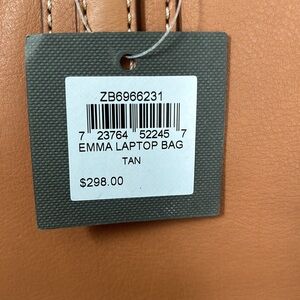 ZB6966231
7 23764 52245 7
EMMA LAPTOP BAG
TAN
$298.00